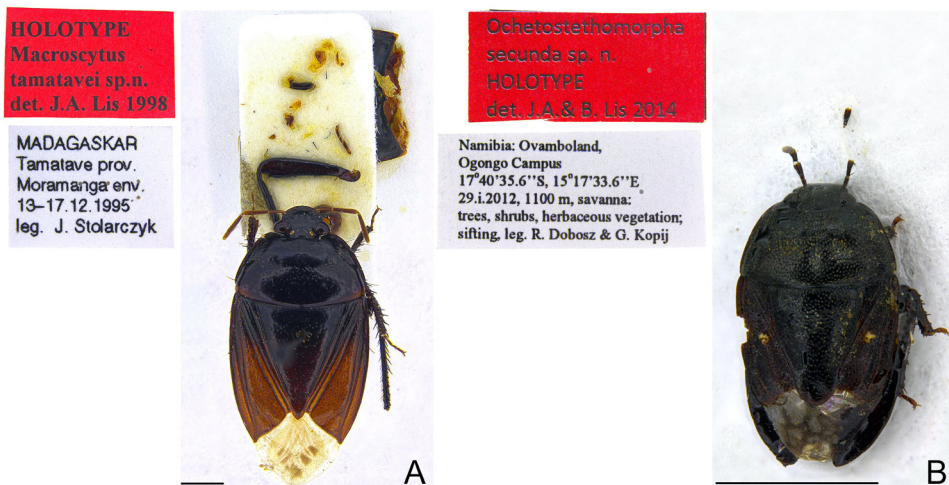 HOLOTYPE
Macroscytus
tamatavei sp.n.
det. J.A. Lis 1998
MADAGASKAR
Tamatave prov.
Moramanga env.
13–17.12.1995
leg. J. Stolarczyk
A
Ochetostethomorpha
secunda sp. n.
HOLOTYPE
det. J.A.& B. Lis 2014
Namibia: Ovamboland,
Ogongo Campus
17°40'35.6''S, 15°17'33.6''E
29.i.2012, 1100 m, savanna:
trees, shrubs, herbaceous vegetation;
sifting, leg. R. Dobosz & G. Kopij
B